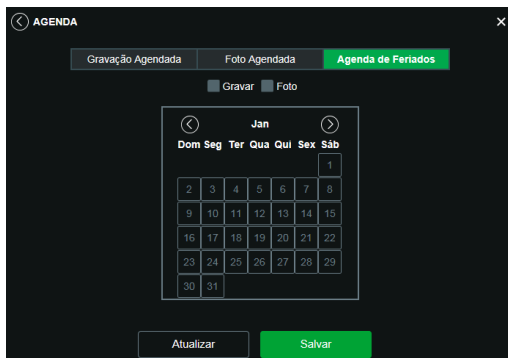 AGENDA
Gravação Agendada Foto Agendada Agenda de Feriados
Gravar Foto
Jan
Dom Seg Ter Qua Qui Sex Sáb
1
2 3 4 5 6 7 8
9 10 11 12 13 14 15
16 17 18 19 20 21 22
23 24 25 26 27 28 29
30 31
Atualizar Salvar